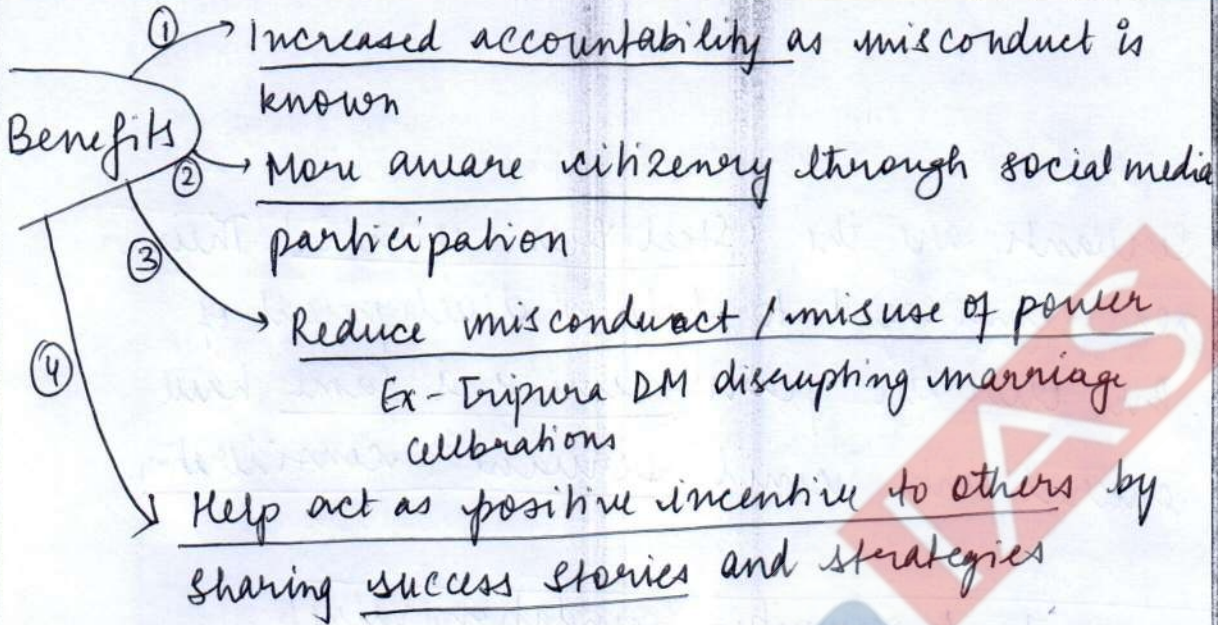 ① Increased accountability as misconduct is
known
Benefits
② More aware citizenry through social media
participation
③ Reduce misconduct / misuse of power
Ex - Tripura DM disrupting marriage
cellbrations
④ Help act as positive incentive to others by
sharing success stories and strategies
IAS